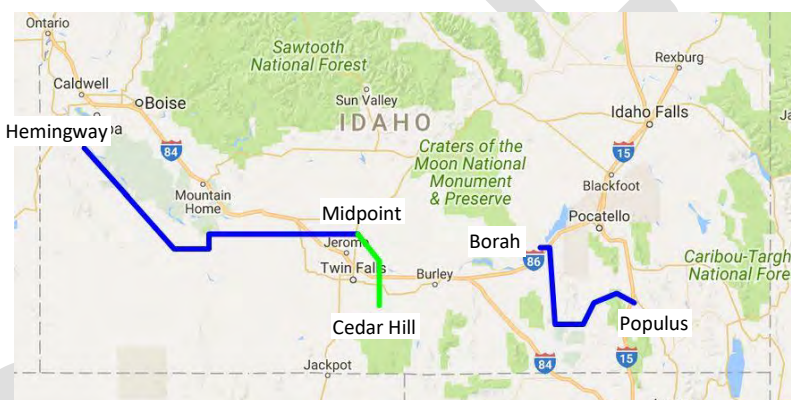 Ontario
Sawtooth
National Forest
Rexburg
Caldwell
Boise
Sun Valley
IDAHO
Idaho Falls
Hemingway
84
Craters of the
Moon National
Monument
& Preserve
15
Mountain
Home
Blackfoot
Midpoint
Pocatello
Jerome
Borah
86
Caribou-Targh
National Fore
Twin Falls
Burley
Cedar Hill
Populus
Jackpot
84
15